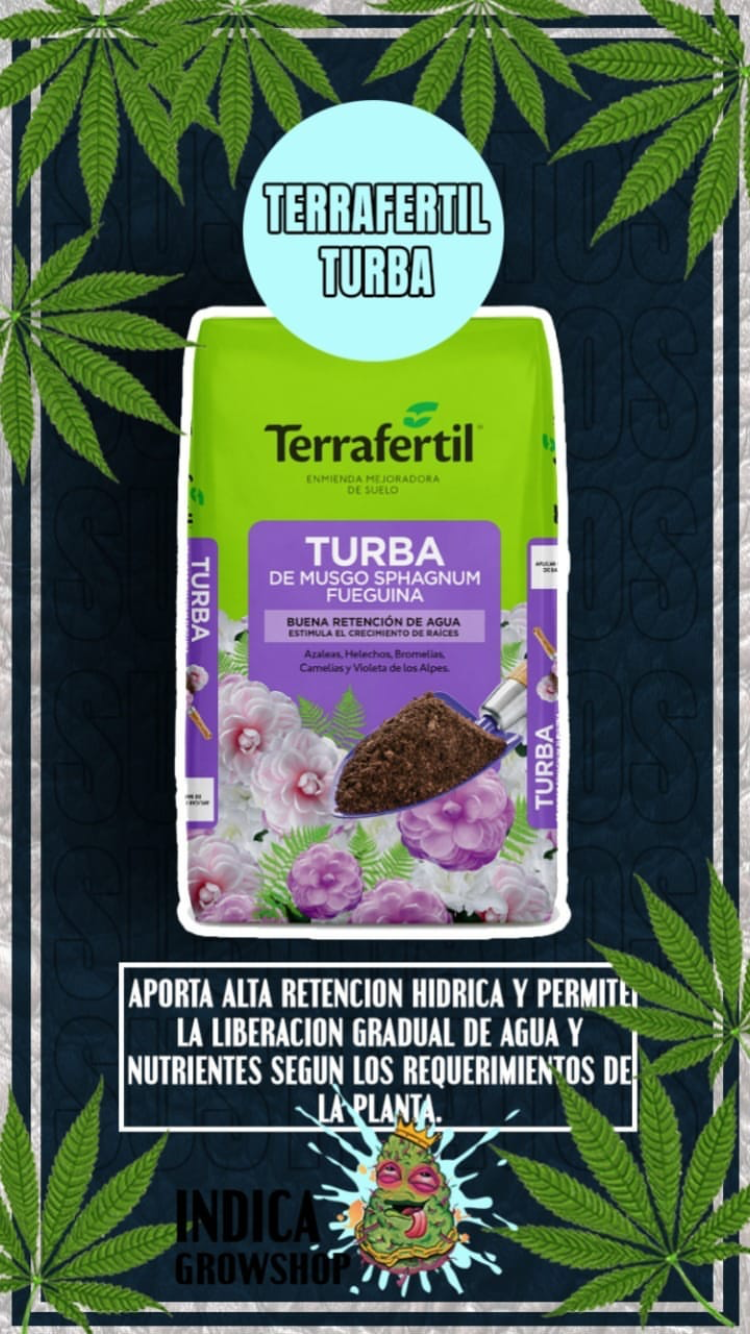 TERRAFERTIL
TURBA
Terrafertil
ENMIENDA MEJORADORA
DE SUELO
TURBA
DE MUSGO SPHAGNUM
FUEGUINA
BUENA RETENCIÓN DE AGUA
ESTIMULA EL CRECIMIENTO DE RAÍCES
Azaleas, Helechos, Bromelias,
Camelias y Violeta de los Alpes.
TURBA
TURBA
APORTA ALTA RETENCION HIDRICA Y PERMITE
LA LIBERACION GRADUAL DE AGUA Y
NUTRIENTES SEGUN LOS REQUERIMIENTOS DE
LA PLANTA.
INDICA
GROWSHOP